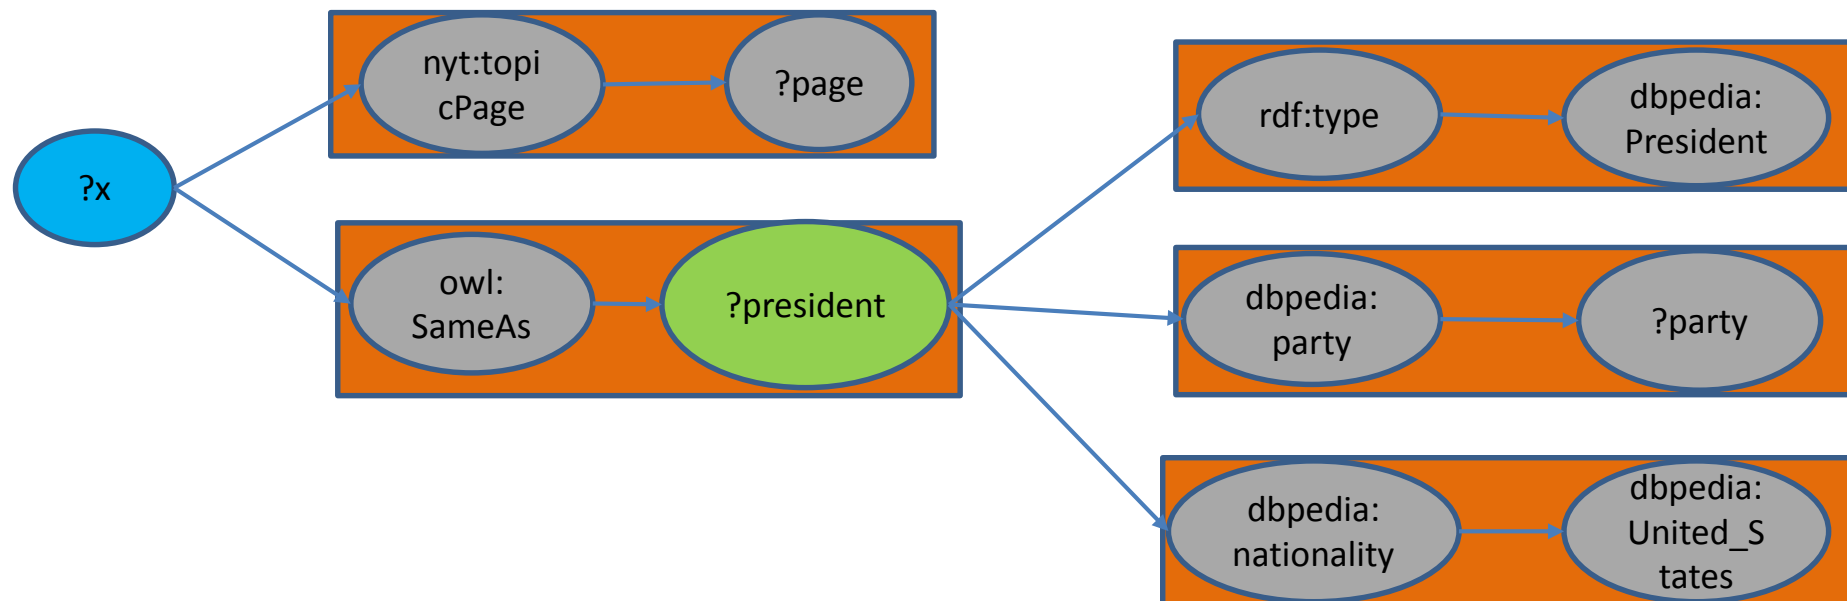 ?x
nyt:topi
cPage
?page
owl:
SameAs
?president
rdf:type
dbpedia:
President
dbpedia:
party
?party
dbpedia:
nationality
dbpedia:
United_S
tates